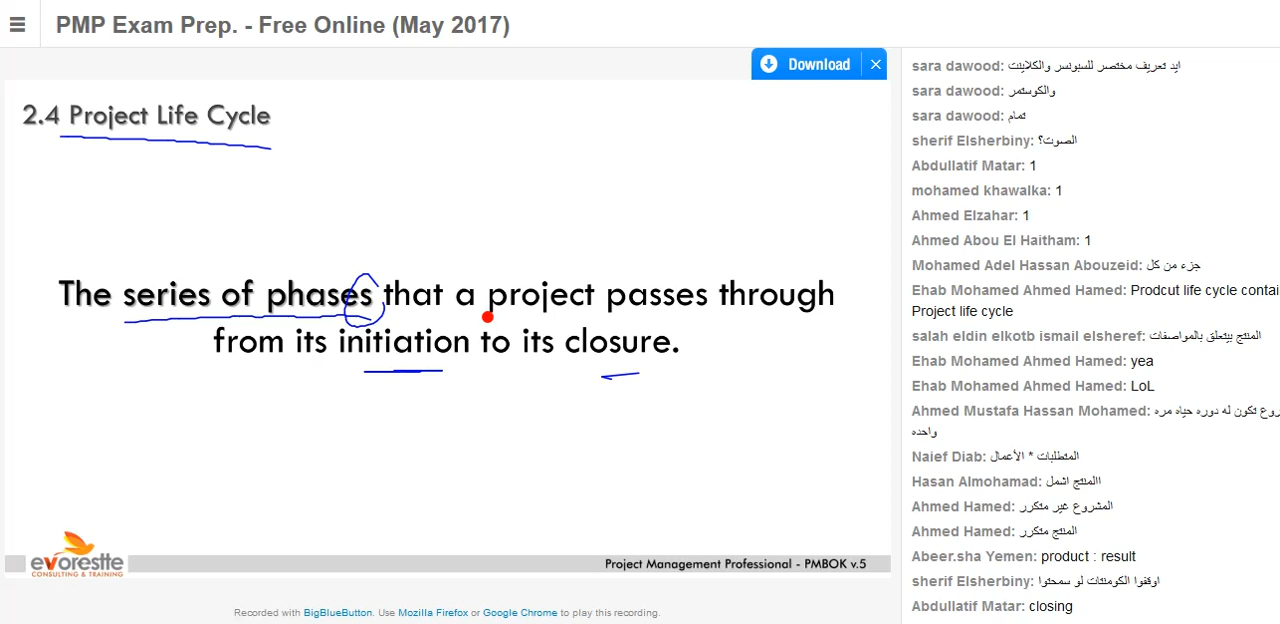 PMP Exam Prep. - Free Online (May 2017)
Download
2.4 Project Life Cycle
The series of phases that a project passes through
from its initiation to its closure.
evorestte
CONSULTING & TRAINING
Project Management Professional - PMBOK v.5
Recorded with BigBlueButton. Use Mozilla Firefox or Google Chrome to play this recording.
sara dawood: ايد تعريف مختصر للسبونسر والكلاينت
sara dawood: والكوستمر
sara dawood: تمام
sherif Elsherbiny: الصوت؟
Abdullatif Matar: 1
mohamed khawalka: 1
Ahmed Elzahar: 1
Ahmed Abou El Haitham: 1
Mohamed Adel Hassan Abouzeid: جزء من كل
Ehab Mohamed Ahmed Hamed: Prodcut life cycle contai
Project life cycle
salah eldin elkotb ismail elsheref: المنتج بيتعلق بالمواصفات
Ehab Mohamed Ahmed Hamed: yea
Ehab Mohamed Ahmed Hamed: LoL
Ahmed Mustafa Hassan Mohamed: روع تكون له دوره حياه مره
واحده
Naief Diab: المتطلبات * الأعمال
Hasan Almohamad: االمنتج اشمل
Ahmed Hamed: المشروع غير متكرر
Ahmed Hamed: المنتج متكرر
Abeer.sha Yemen: product : result
sherif Elsherbiny: اوقفوا الكومنتات لو سمحتوا
Abdullatif Matar: closing